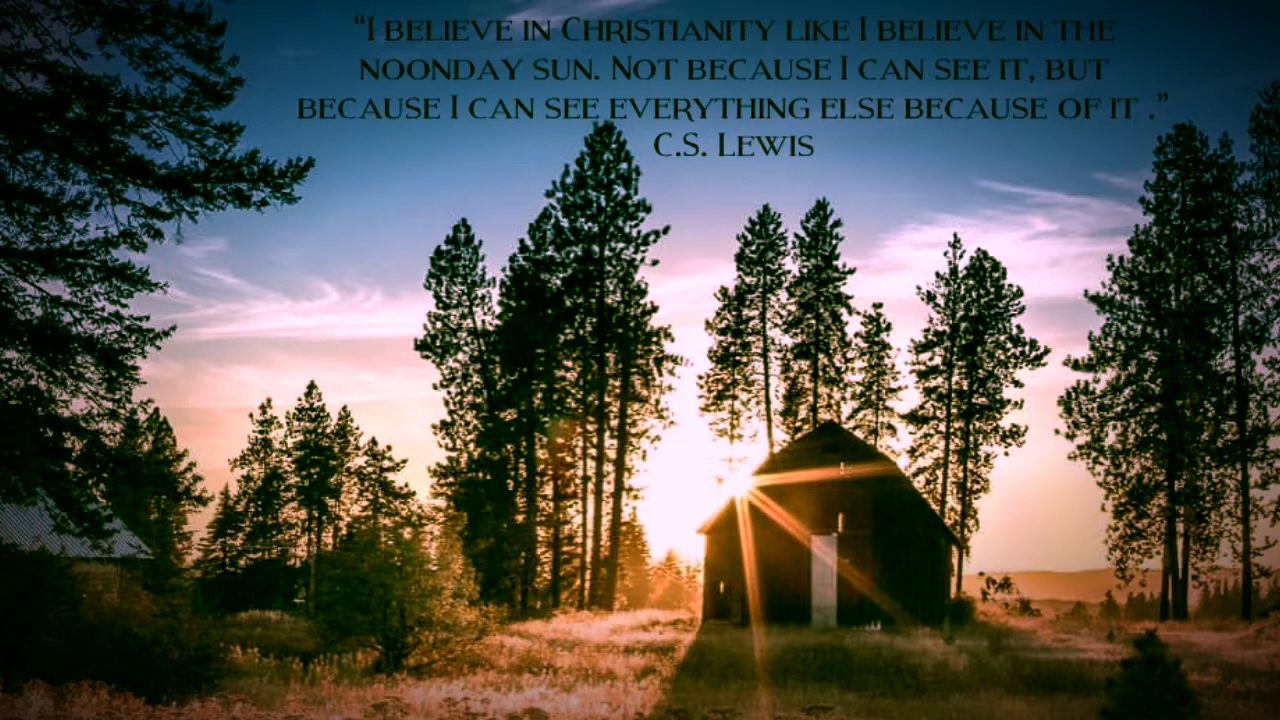 “I believe in Christianity like I believe in the
noonday sun. Not because I can see it, but
because I can see everything else because of it .”
C.S. Lewis